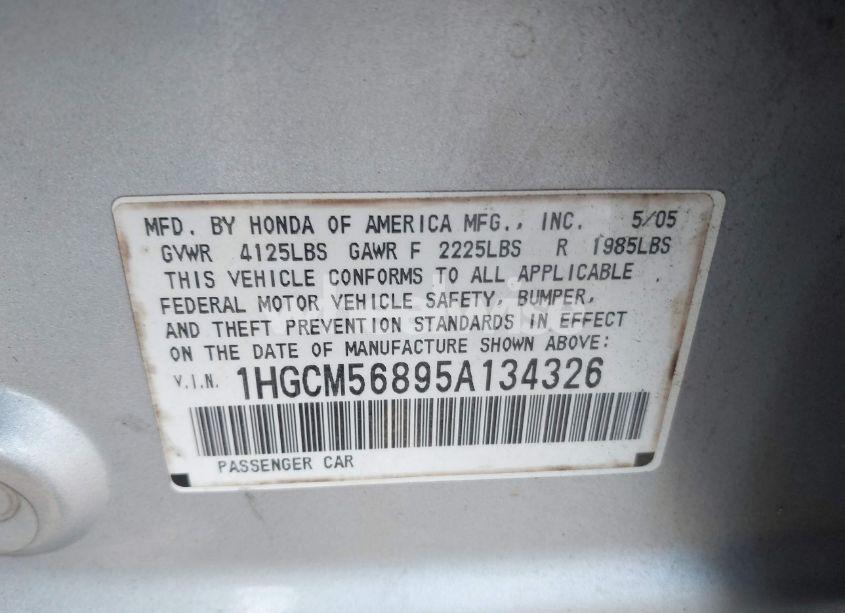 MFD. BY HONDA OF AMERICA MFG., INC. 5/05
GVWR 4125LBS GAWR F 2225LBS R 1985LBS
THIS VEHICLE CONFORMS TO ALL APPLICABLE
FEDERAL MOTOR VEHICLE SAFETY, BUMPER,
AND THEFT PREVENTION STANDARDS IN EFFECT
ON THE DATE OF MANUFACTURE SHOWN ABOVE:
V.I.N. 1HGCM56895A134326
PASSENGER CAR